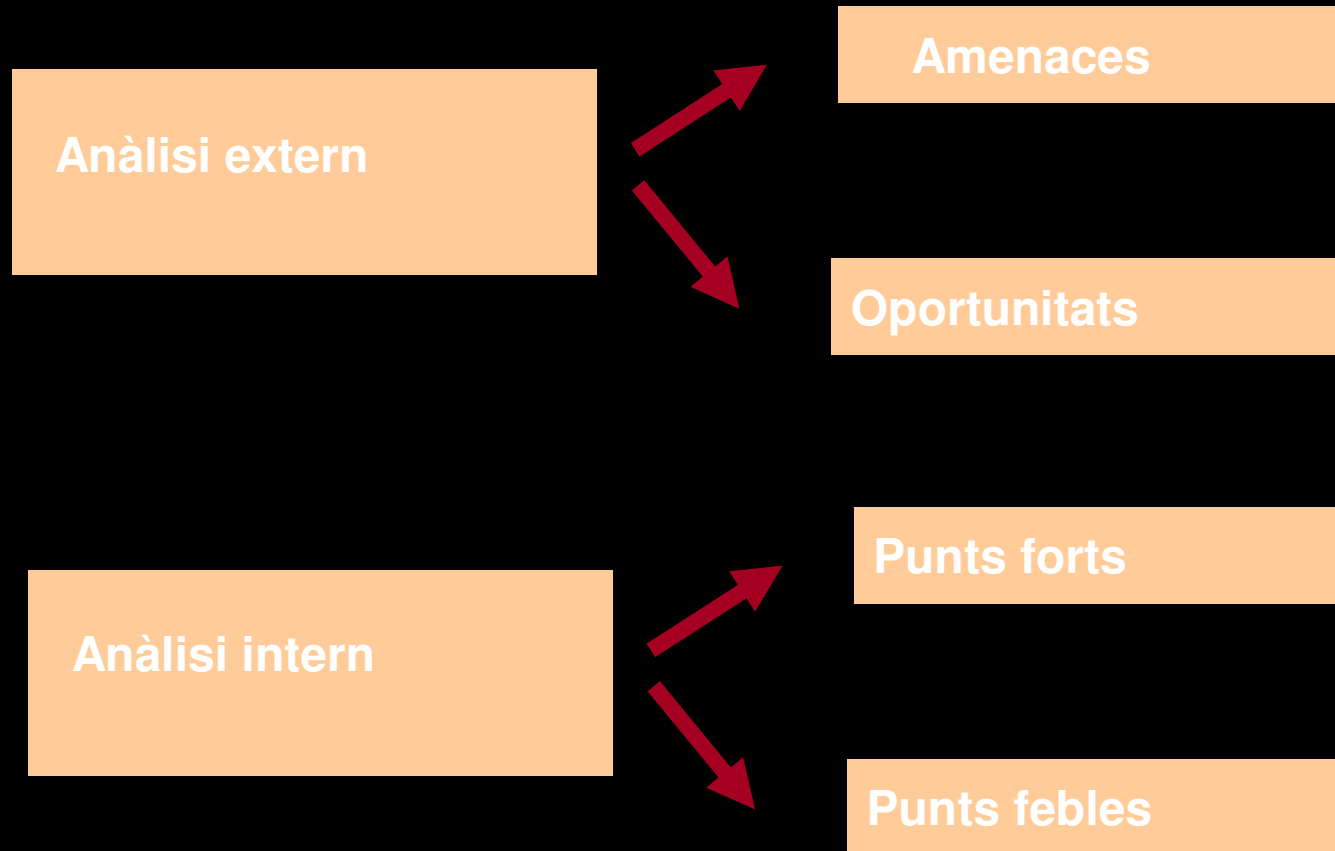 Amenaces
Anàlisi extern
Oportunitats
Punts forts
Anàlisi intern
Punts febles